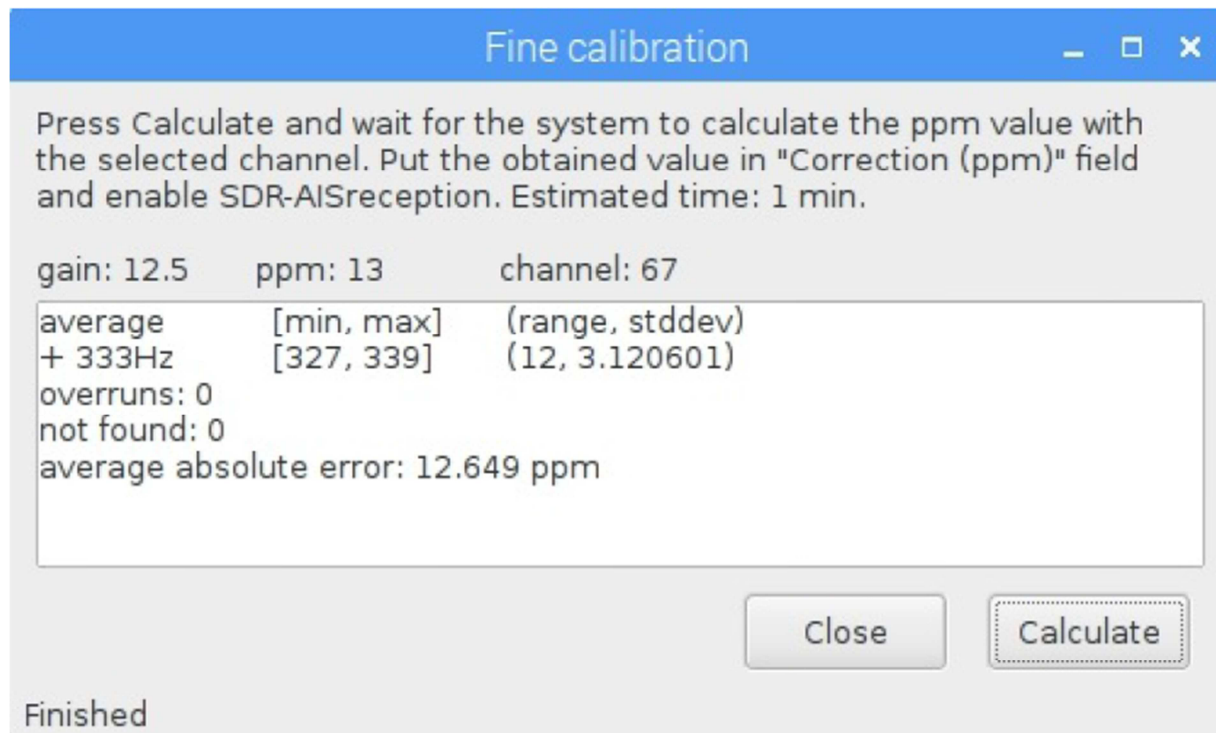 Fine calibration
Press Calculate and wait for the system to calculate the ppm value with
the selected channel. Put the obtained value in "Correction (ppm)" field
and enable SDR-AISreception. Estimated time: 1 min.
gain: 12.5 ppm: 13 channel: 67
average [min, max] (range, stddev)
+ 333Hz [327, 339] (12, 3.120601)
overruns: 0
not found: 0
average absolute error: 12.649 ppm
Close Calculate
Finished